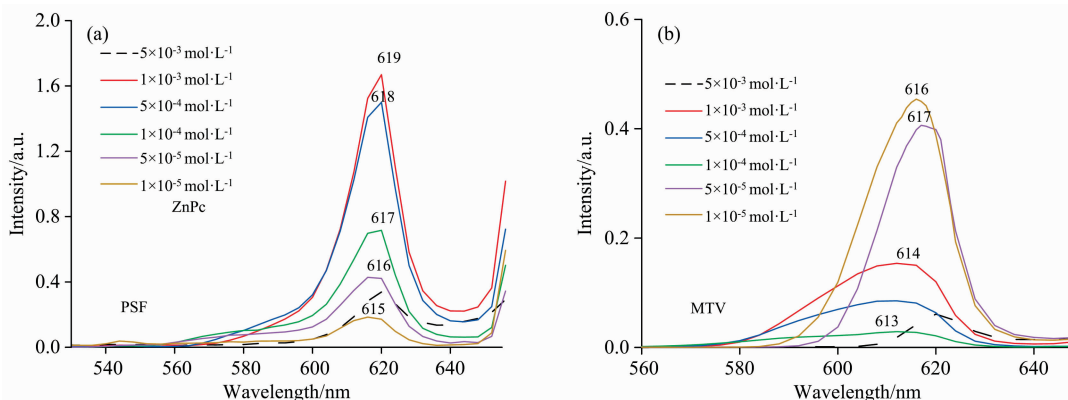 (a)
5×10⁻³ mol·L⁻¹
1×10⁻³ mol·L⁻¹
5×10⁻⁴ mol·L⁻¹
1×10⁻⁴ mol·L⁻¹
5×10⁻⁵ mol·L⁻¹
1×10⁻⁵ mol·L⁻¹
ZnPc
PSF
619
618
617
616
615
2.0
1.6
1.2
0.8
0.4
0.0
Intensity/a.u.
540
560
580
600
620
640
Wavelength/nm
(b)
5×10⁻³ mol·L⁻¹
1×10⁻³ mol·L⁻¹
5×10⁻⁴ mol·L⁻¹
1×10⁻⁴ mol·L⁻¹
5×10⁻⁵ mol·L⁻¹
1×10⁻⁵ mol·L⁻¹
MTV
616
617
614
613
0.6
0.4
0.2
0.0
Intensity/a.u.
560
580
600
620
640
Wavelength/nm